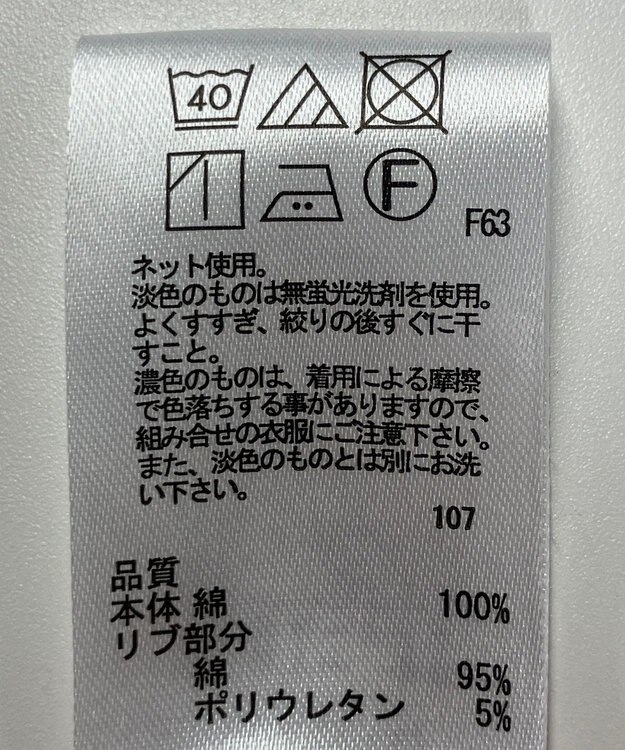 40
F
F63
ネット使用。
淡色のものは無蛍光洗剤を使用。
よくすすぎ、絞りの後すぐに干
すこと。
濃色のものは、着用による摩擦
で色落ちする事がありますので、
組み合せの衣服にご注意下さい。
また、淡色のものとは別にお洗
い下さい。
107
品質
本体 綿 100%
リブ部分
綿 95%
ポリウレタン 5%